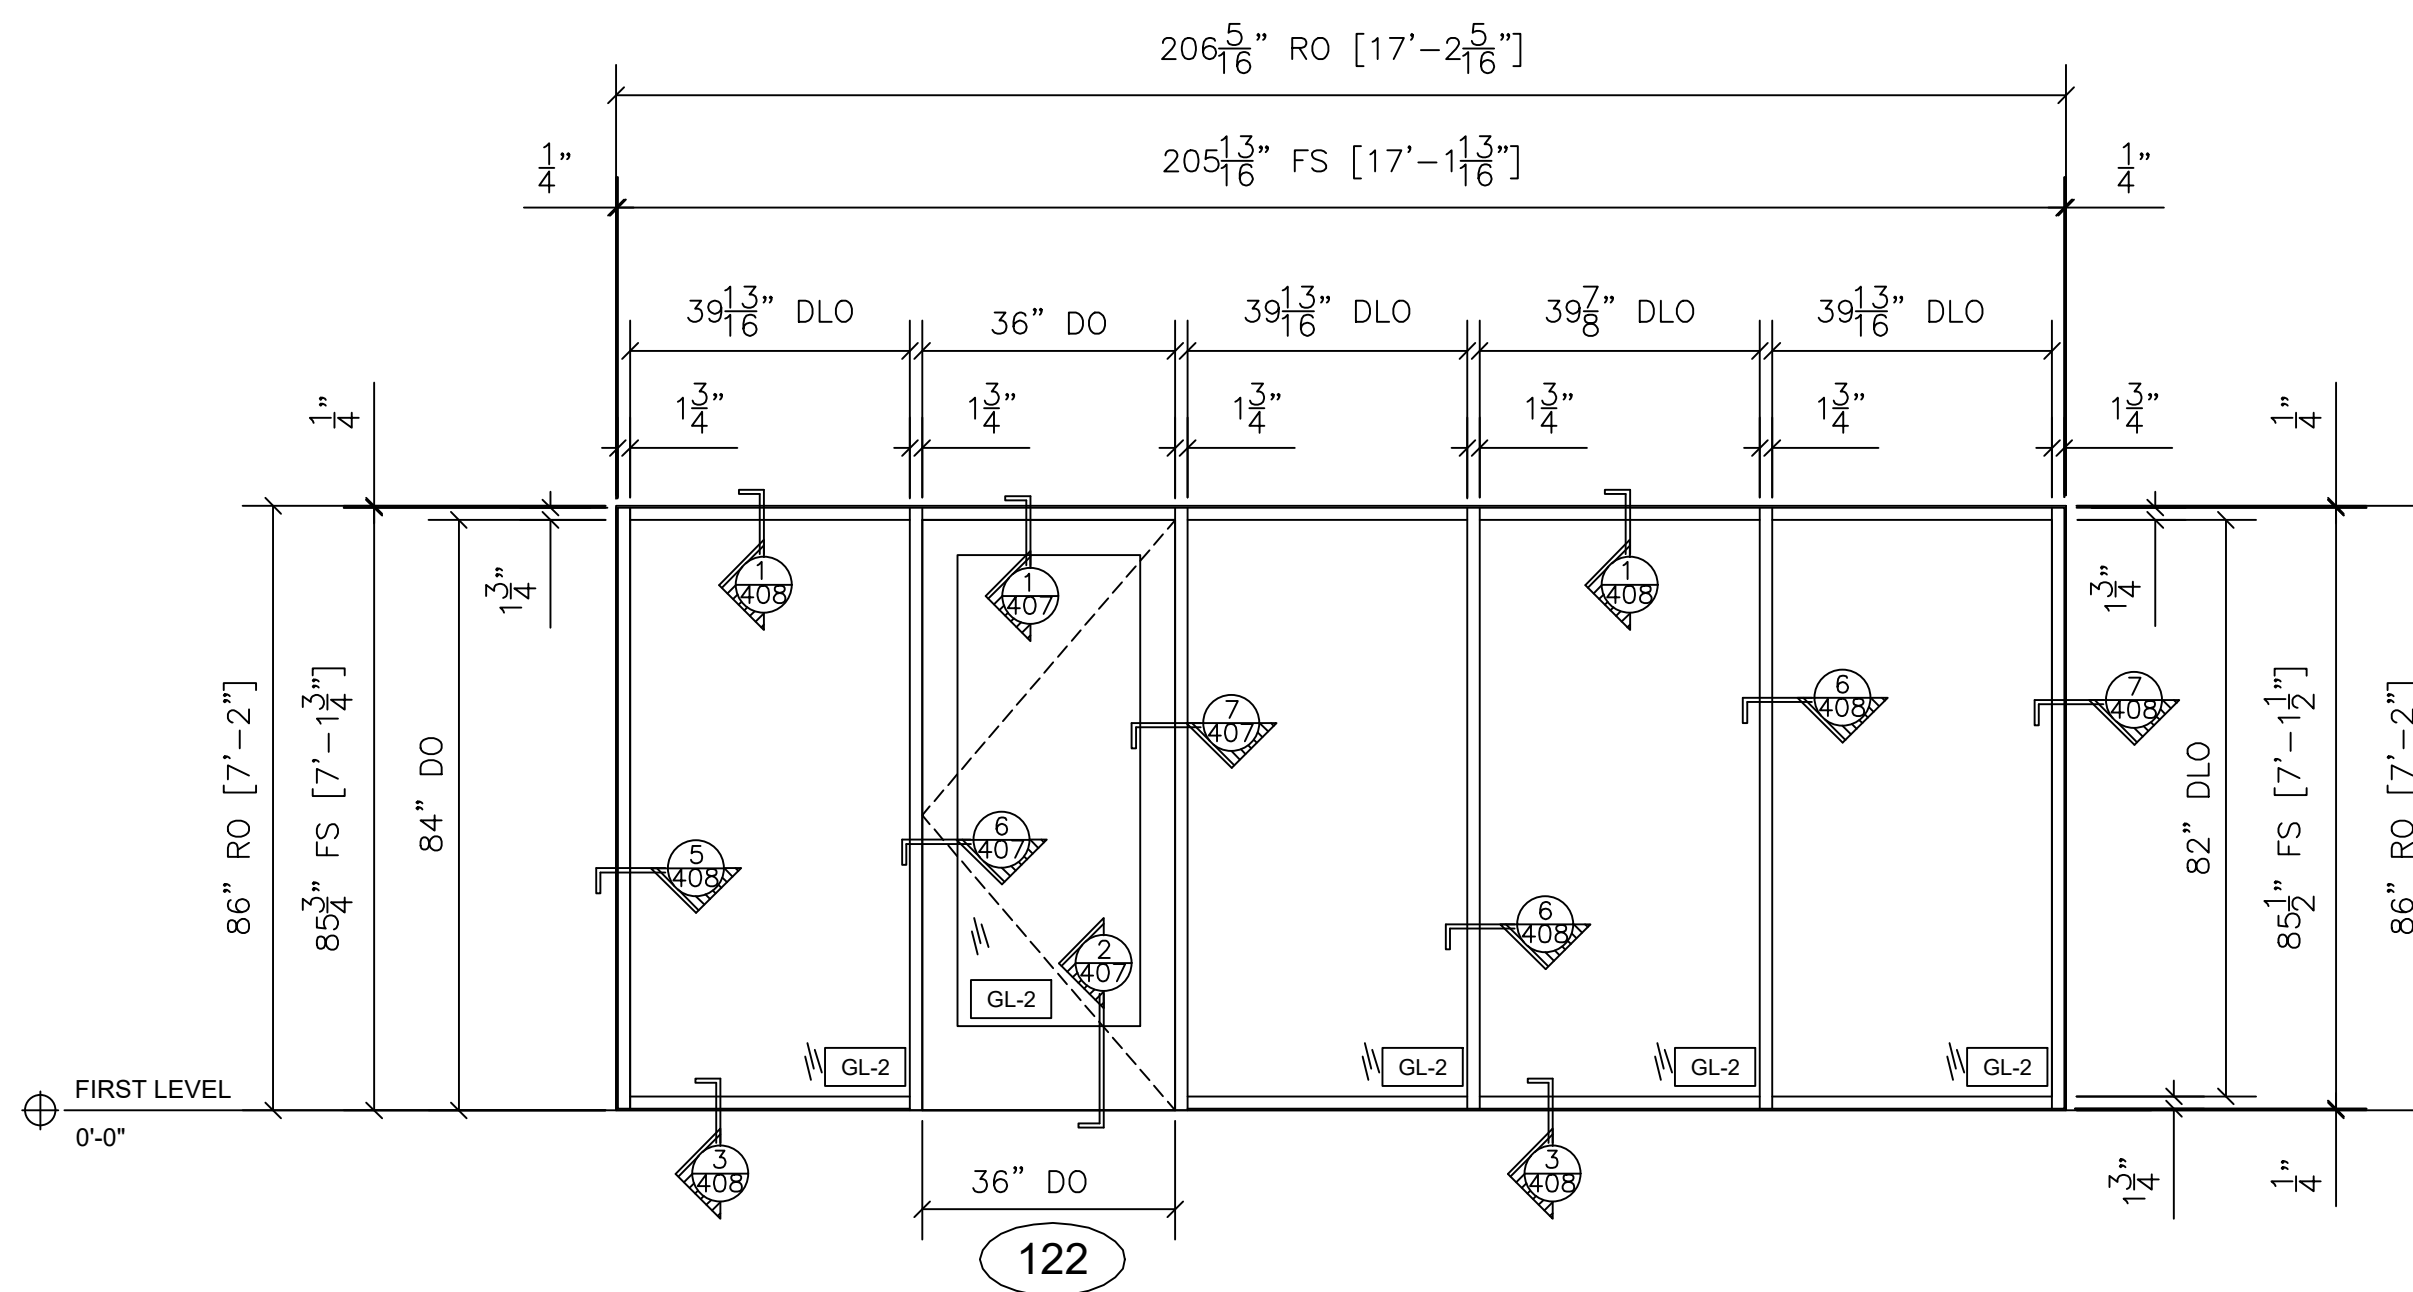 206 5/16" RO [17'-2 5/16"]
1/4" 205 13/16" FS [17'-1 13/16"] 1/4"
39 13/16" DLO 36" DO 39 13/16" DLO 39 7/8" DLO 39 13/16" DLO
1 3/4" 1 3/4" 1 3/4" 1 3/4" 1 3/4" 1 3/4"
1/4" 1/4"
1 3/4" 1 3/4"
1 408
1 407
1 408
86" RO [7'-2"]
85 3/4" FS [7'-1 3/4"]
84" DO
6 408
7 408
7 407
6 407
5 408
6 408
2 407
82" DLO
85 1/2" FS [7'-1 1/2"]
86" RO [7'-2"]
GL-2
GL-2 GL-2 GL-2 GL-2
FIRST LEVEL
0'-0"
3 408
3 408
1 3/4" 1/4"
36" DO
122